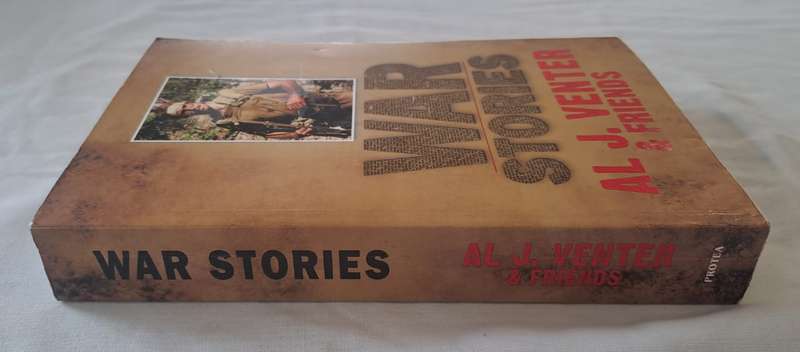 WAR
STORIES
AL J. VENTER
& FRIENDS
WAR STORIES
AL J. VENTER
& FRIENDS
PROTEA